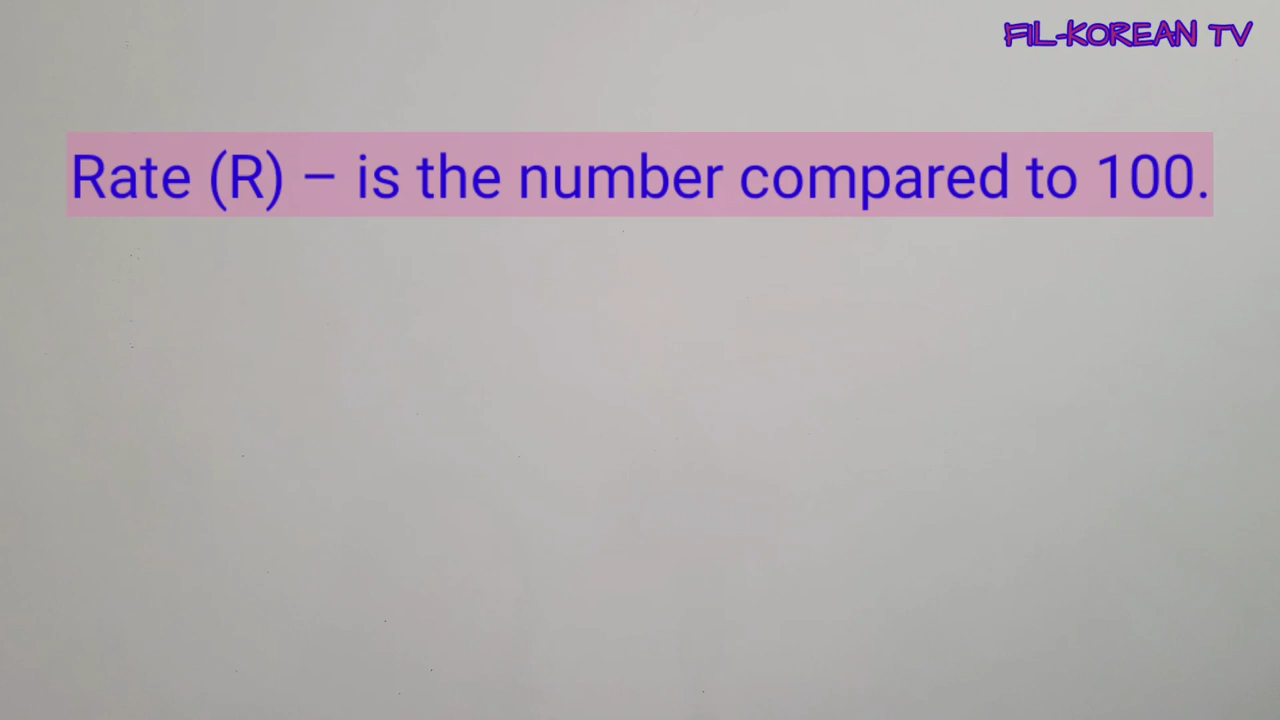 FIL-KOREAN TV
Rate (R) – is the number compared to 100.